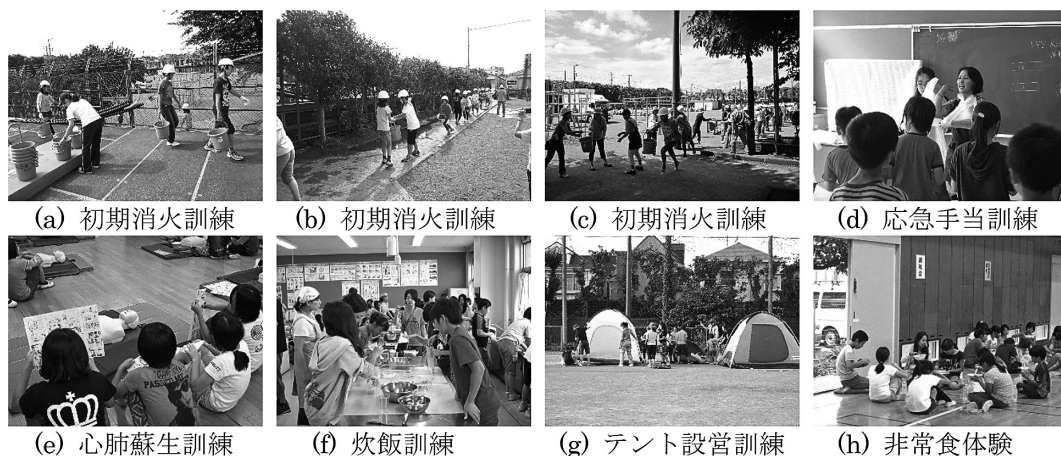 (a) 初期消火訓練
(b) 初期消火訓練
(c) 初期消火訓練
(d) 応急手当訓練
(e) 心肺蘇生訓練
(f) 炊飯訓練
(g) テント設営訓練
(h) 非常食体験